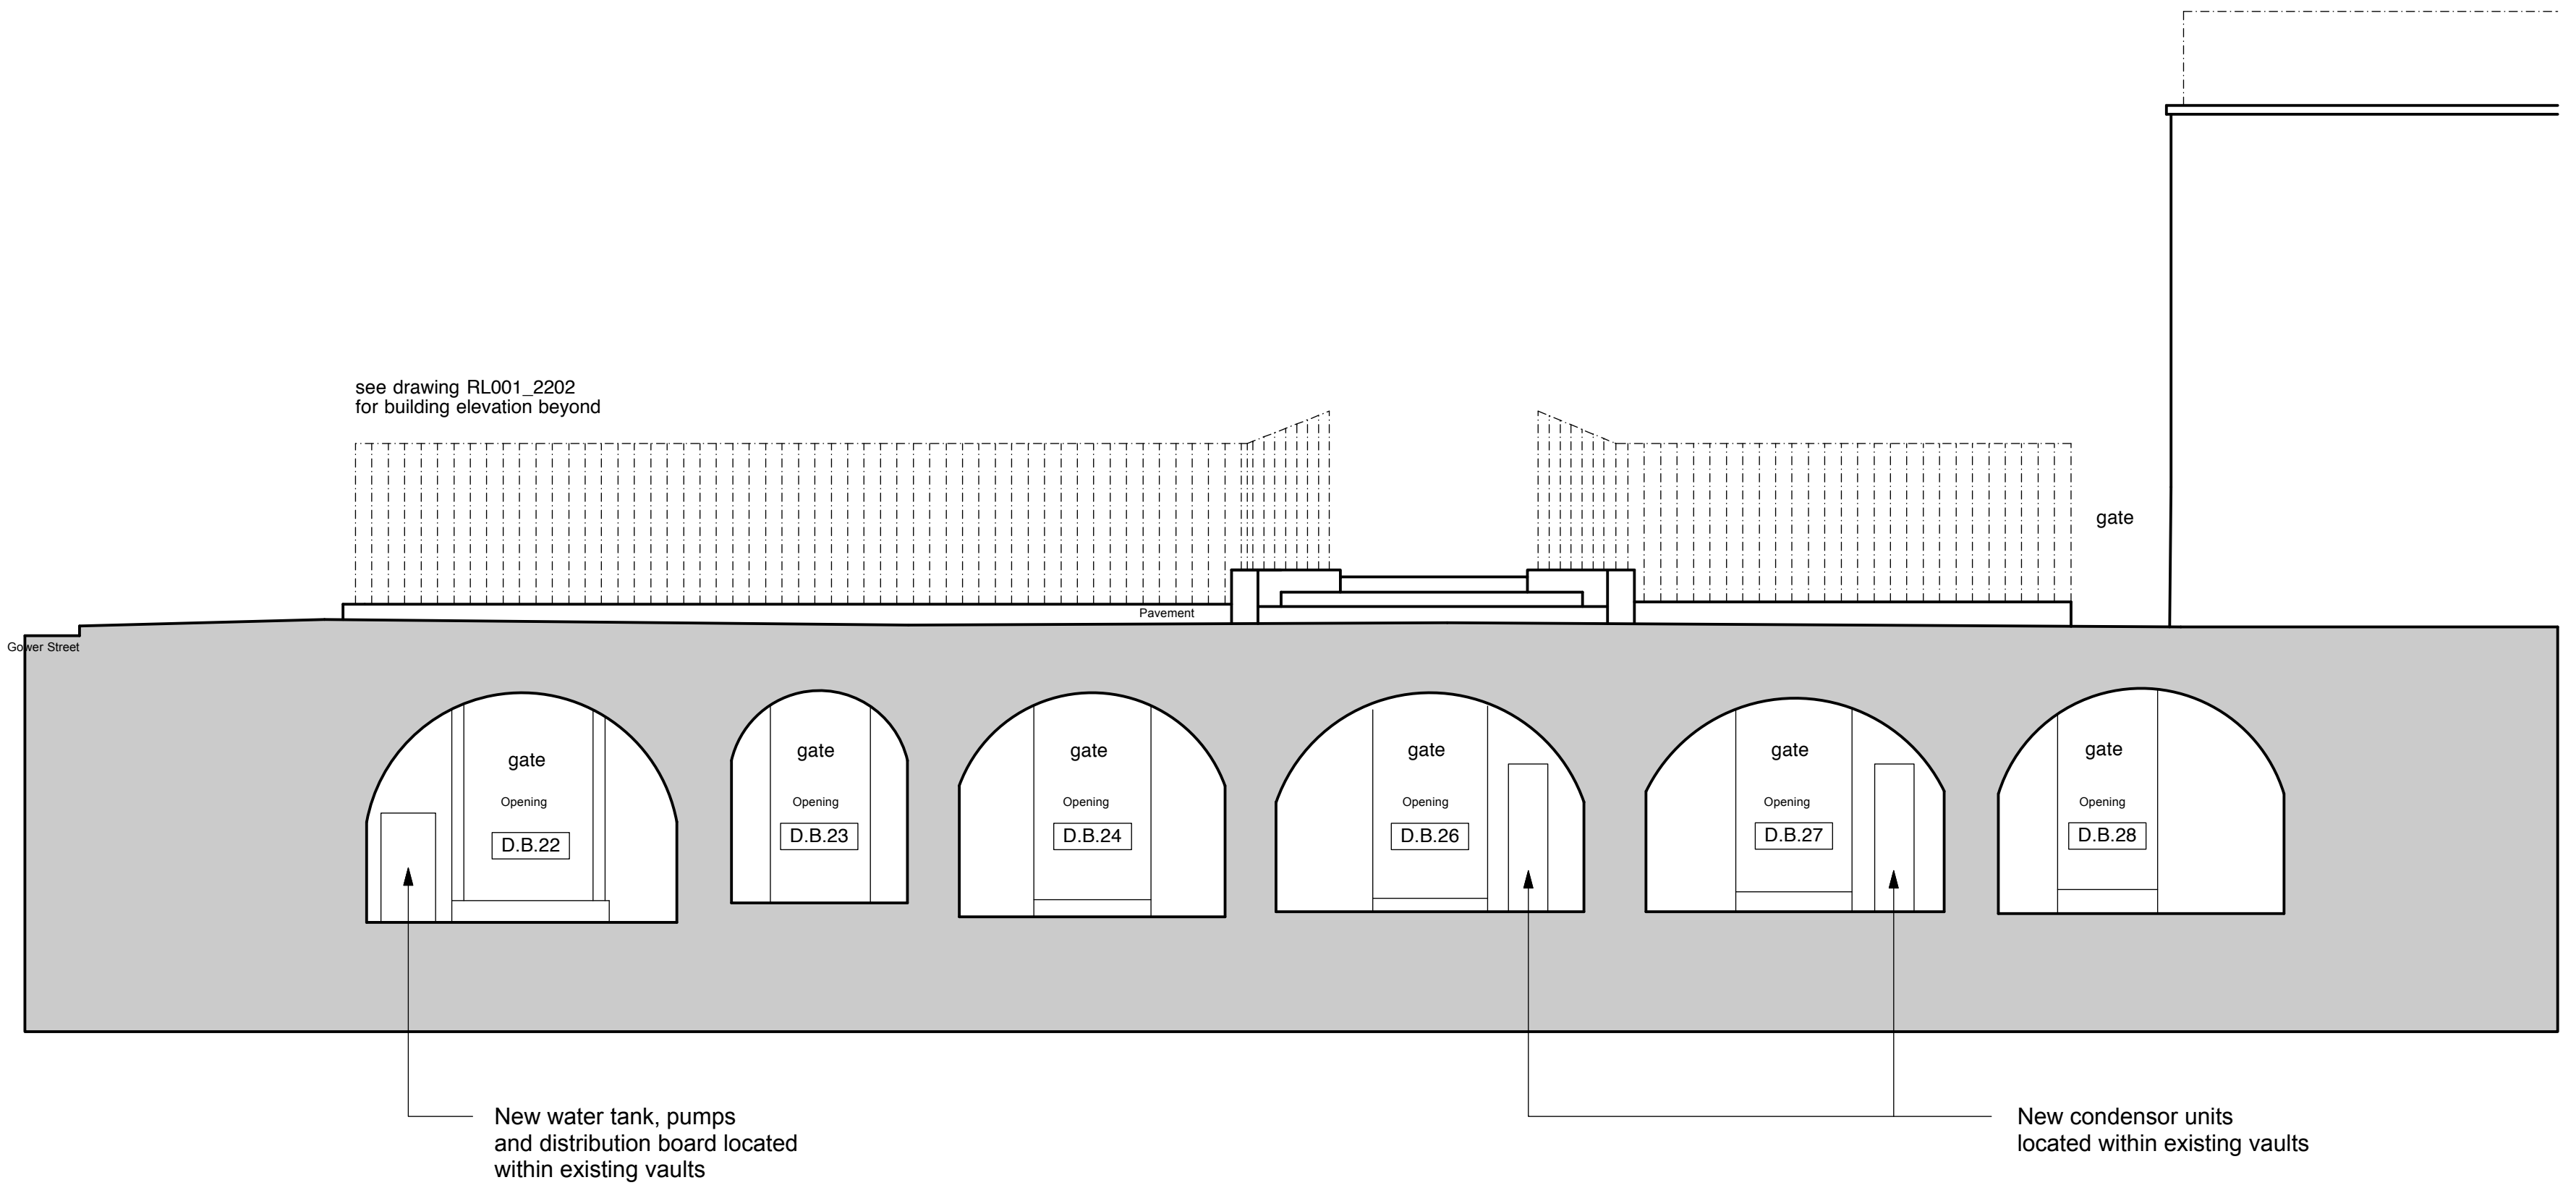 see drawing RL001_2202
for building elevation beyond
gate
Pavement
Gower Street
gate
Opening
D.B.22
gate
Opening
D.B.23
gate
Opening
D.B.24
gate
Opening
D.B.26
gate
Opening
D.B.27
gate
Opening
D.B.28
New water tank, pumps
and distribution board located
within existing vaults
New condensor units
located within existing vaults